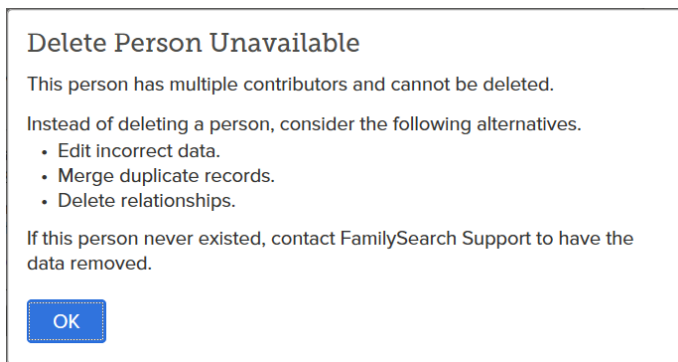 Delete Person Unavailable
This person has multiple contributors and cannot be deleted.
Instead of deleting a person, consider the following alternatives.
• Edit incorrect data.
• Merge duplicate records.
• Delete relationships.
If this person never existed, contact FamilySearch Support to have the
data removed.
OK